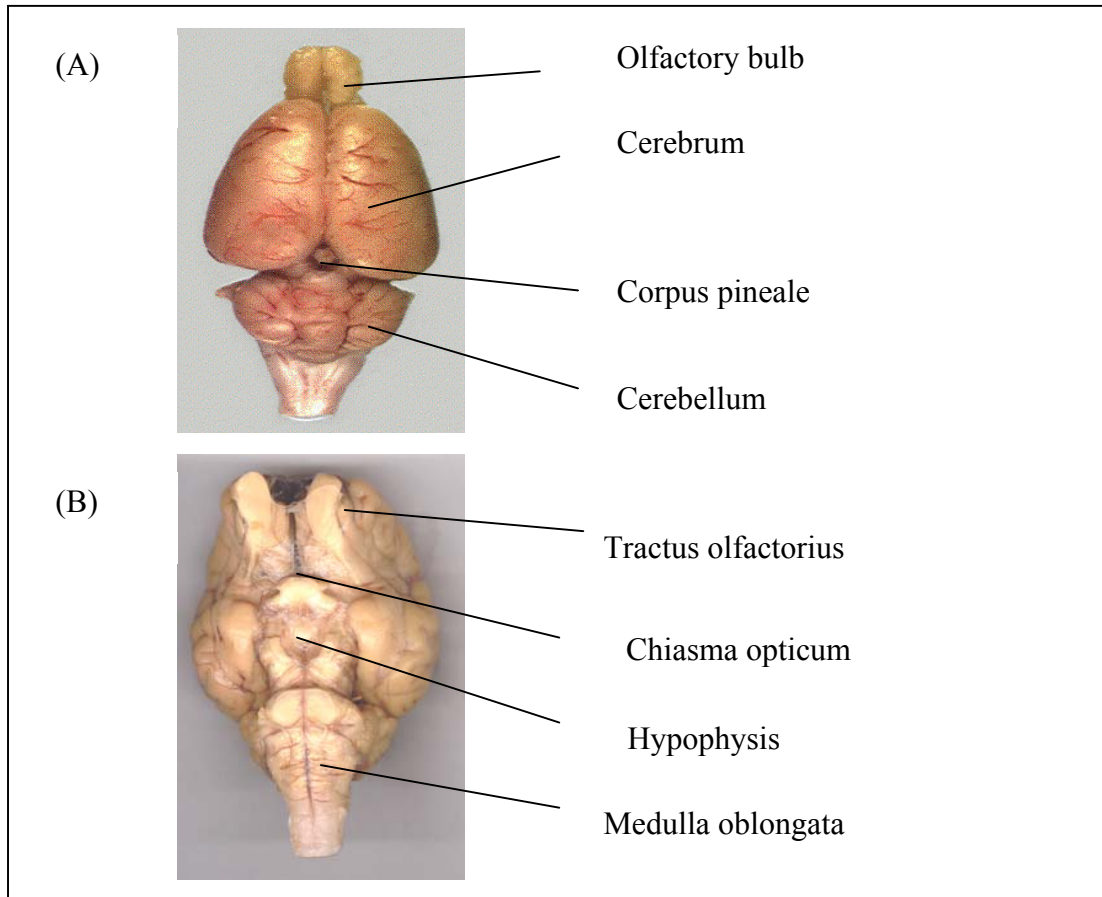 (A)
Olfactory bulb
Cerebrum
Corpus pineale
Cerebellum
(B)
Tractus olfactorius
Chiasma opticum
Hypophysis
Medulla oblongata